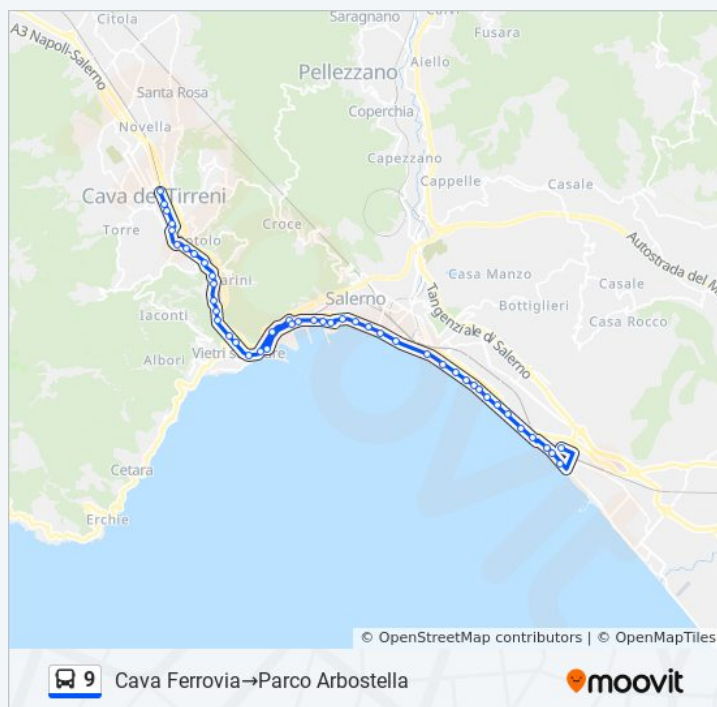 Citola
Saragnano
Fusara
A3 Napoli-Salerno
Aiello
Pellezzano
Santa Rosa
Coperchia
Novella
Capezzano
Cappelle
Casale
Cava de' Tirreni
Croce
Torre
Autostrada del M
Casa Manzo
Casale
Iaconti
Salerno
Bottiglieri
Tangenziale di Salerno
Casa Rocco
Albori
Cetara
Erchie
© OpenStreetMap contributors | © OpenMapTiles
9 Cava Ferrovia→Parco Arbostella
moovit